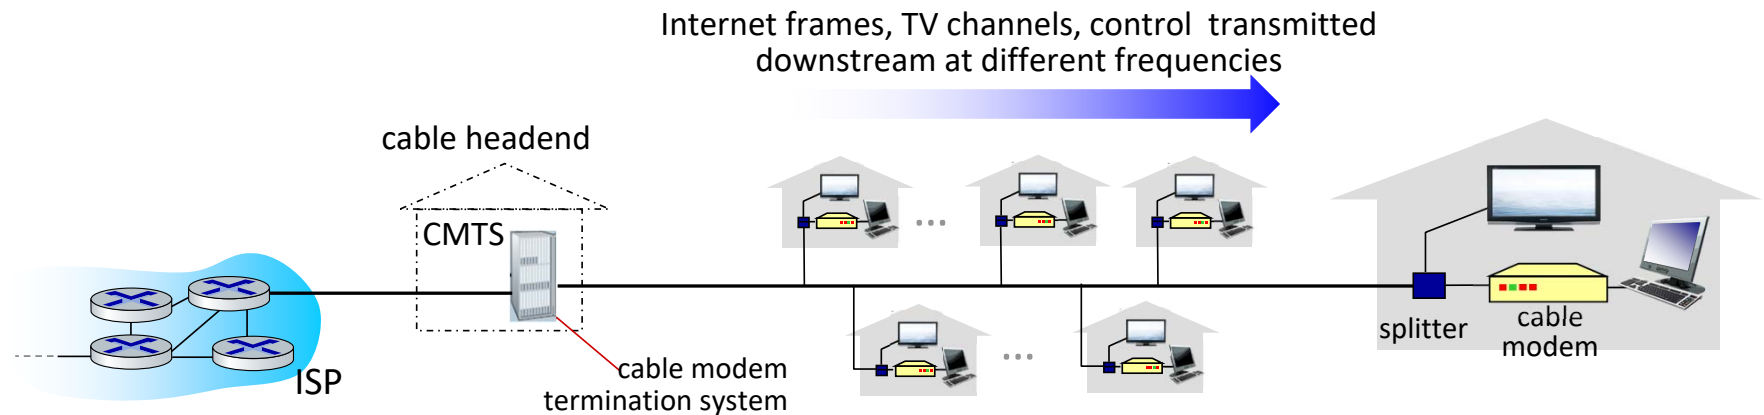 Internet frames, TV channels, control transmitted
downstream at different frequencies
cable headend
CMTS
ISP
cable modem
termination system
splitter
cable
modem